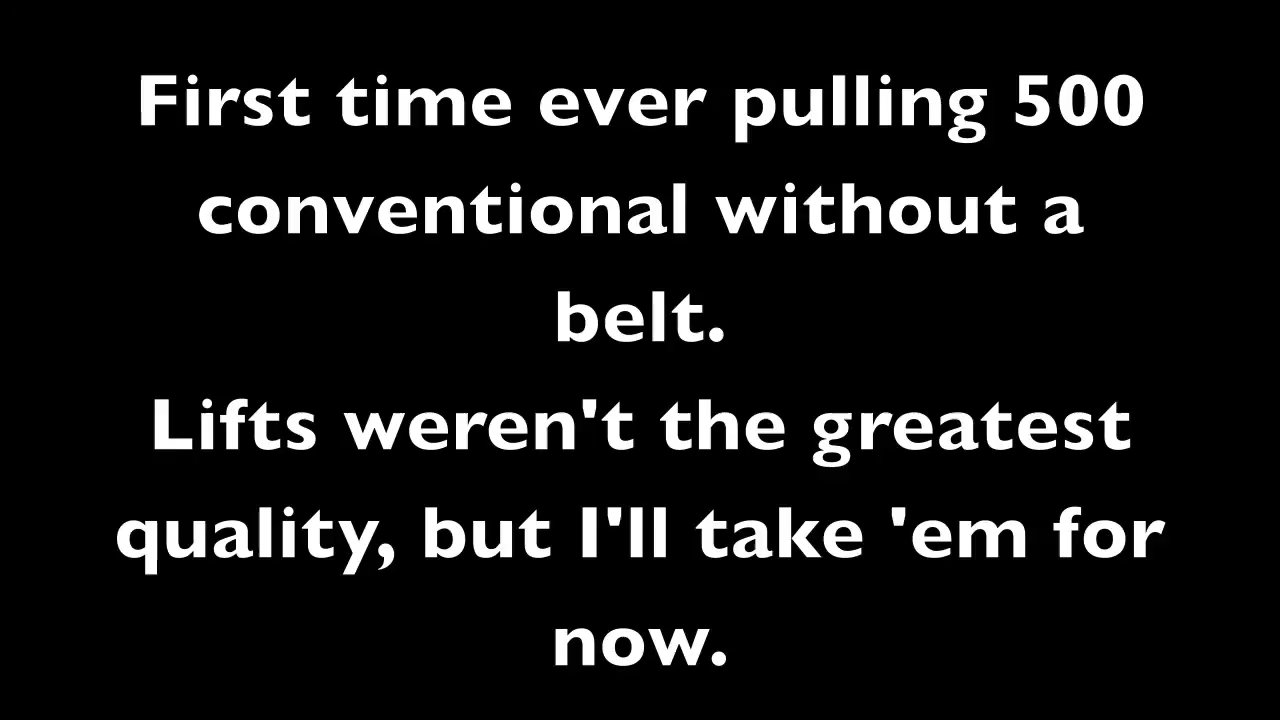 First time ever pulling 500
conventional without a
belt.
Lifts weren't the greatest
quality, but I'll take 'em for
now.